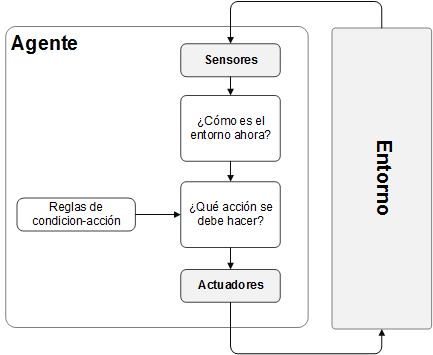 Agente
Sensores
¿Cómo es el
entorno ahora?
Reglas de
condicion-acción
¿Qué acción se
debe hacer?
Actuadores
Entorno